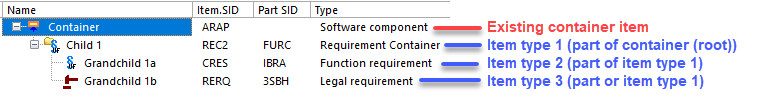 Name Item.SID Part SID Type
Container ARAP Software component Existing container item
Child 1 REC2 FURC Requirement Container Item type 1 (part of container (root))
Grandchild 1a CRES IBRA Function requirement Item type 2 (part of item type 1)
Grandchild 1b RERQ 3SBH Legal requirement Item type 3 (part or item type 1)